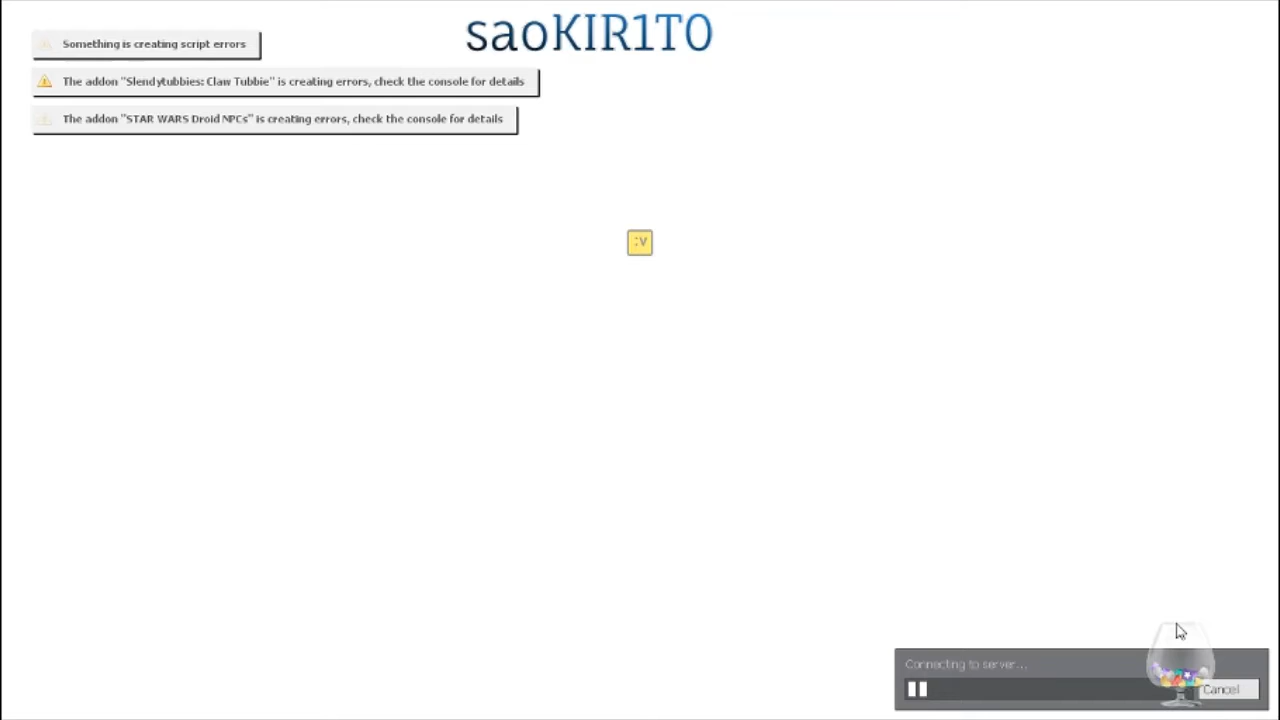 saoKIR1TO
Something is creating script errors
The addon "Slendytubbies: Claw Tubbie" is creating errors, check the console for details
The addon "STAR WARS Droid NPCs" is creating errors, check the console for details
:V
Connecting to server...
Cancel